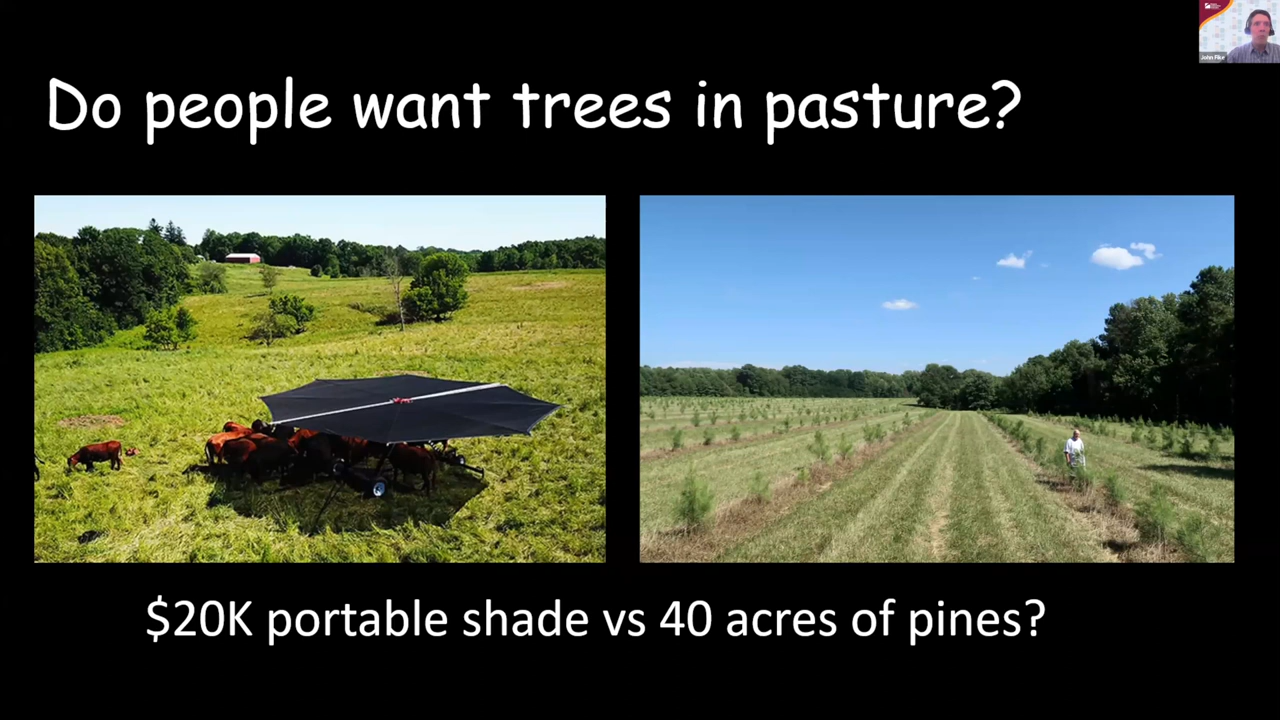 Do people want trees in pasture?
$20K portable shade vs 40 acres of pines?